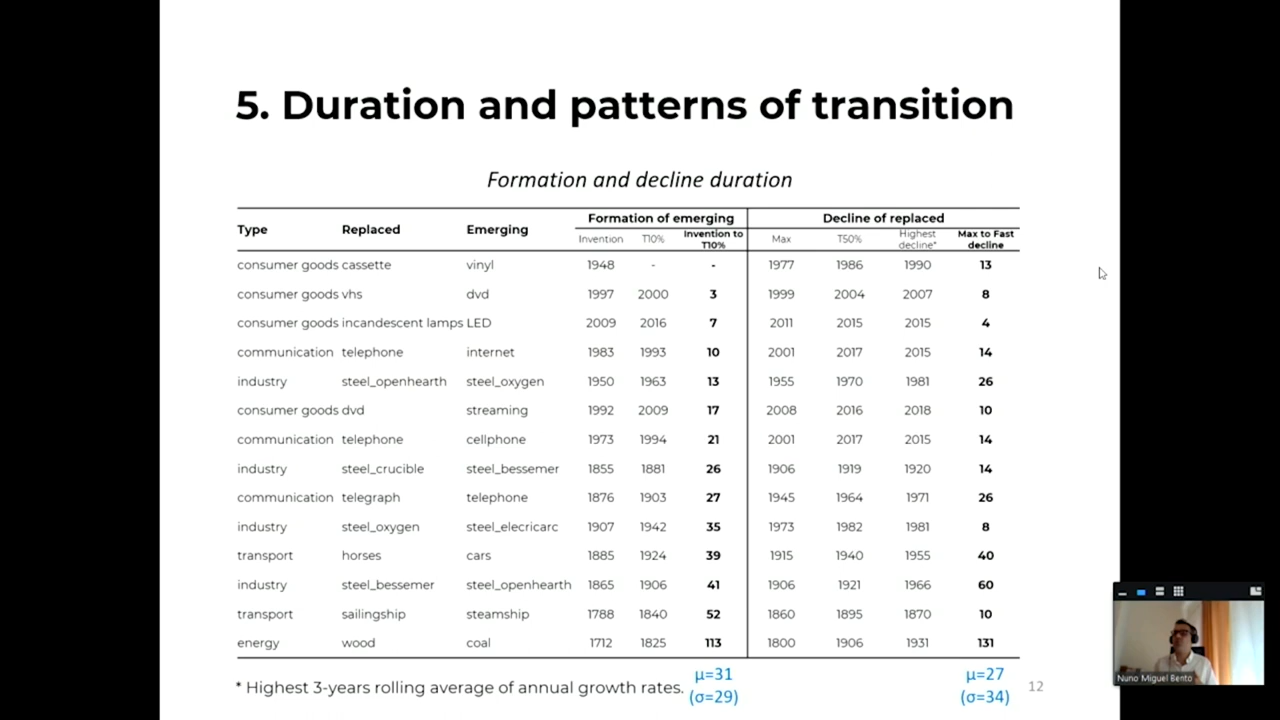 5. Duration and patterns of transition
Formation and decline duration
Formation of emerging Decline of replaced
Type Replaced Emerging Invention T10% Invention to T10% Max T50% Highest decline* Max to Fast decline
consumer goods cassette vinyl 1948 - - 1977 1986 1990 13
consumer goods vhs dvd 1997 2000 3 1999 2004 2007 8
consumer goods incandescent lamps LED 2009 2016 7 2011 2015 2015 4
communication telephone internet 1983 1993 10 2001 2017 2015 14
industry steel_openhearth steel_oxygen 1950 1963 13 1955 1970 1981 26
consumer goods dvd streaming 1992 2009 17 2008 2016 2018 10
communication telephone cellphone 1973 1994 21 2001 2017 2015 14
industry steel_crucible steel_bessemer 1855 1881 26 1906 1919 1920 14
communication telegraph telephone 1876 1903 27 1945 1964 1971 26
industry steel_oxygen steel_elecricarc 1907 1942 35 1973 1982 1981 8
transport horses cars 1885 1924 39 1915 1940 1955 40
industry steel_bessemer steel_openhearth 1865 1906 41 1906 1921 1966 60
transport sailingship steamship 1788 1840 52 1860 1895 1870 10
energy wood coal 1712 1825 113 1800 1906 1931 131
μ=31 μ=27
* Highest 3-years rolling average of annual growth rates. (σ=29) (σ=34) 12
Nuno Miguel Bento